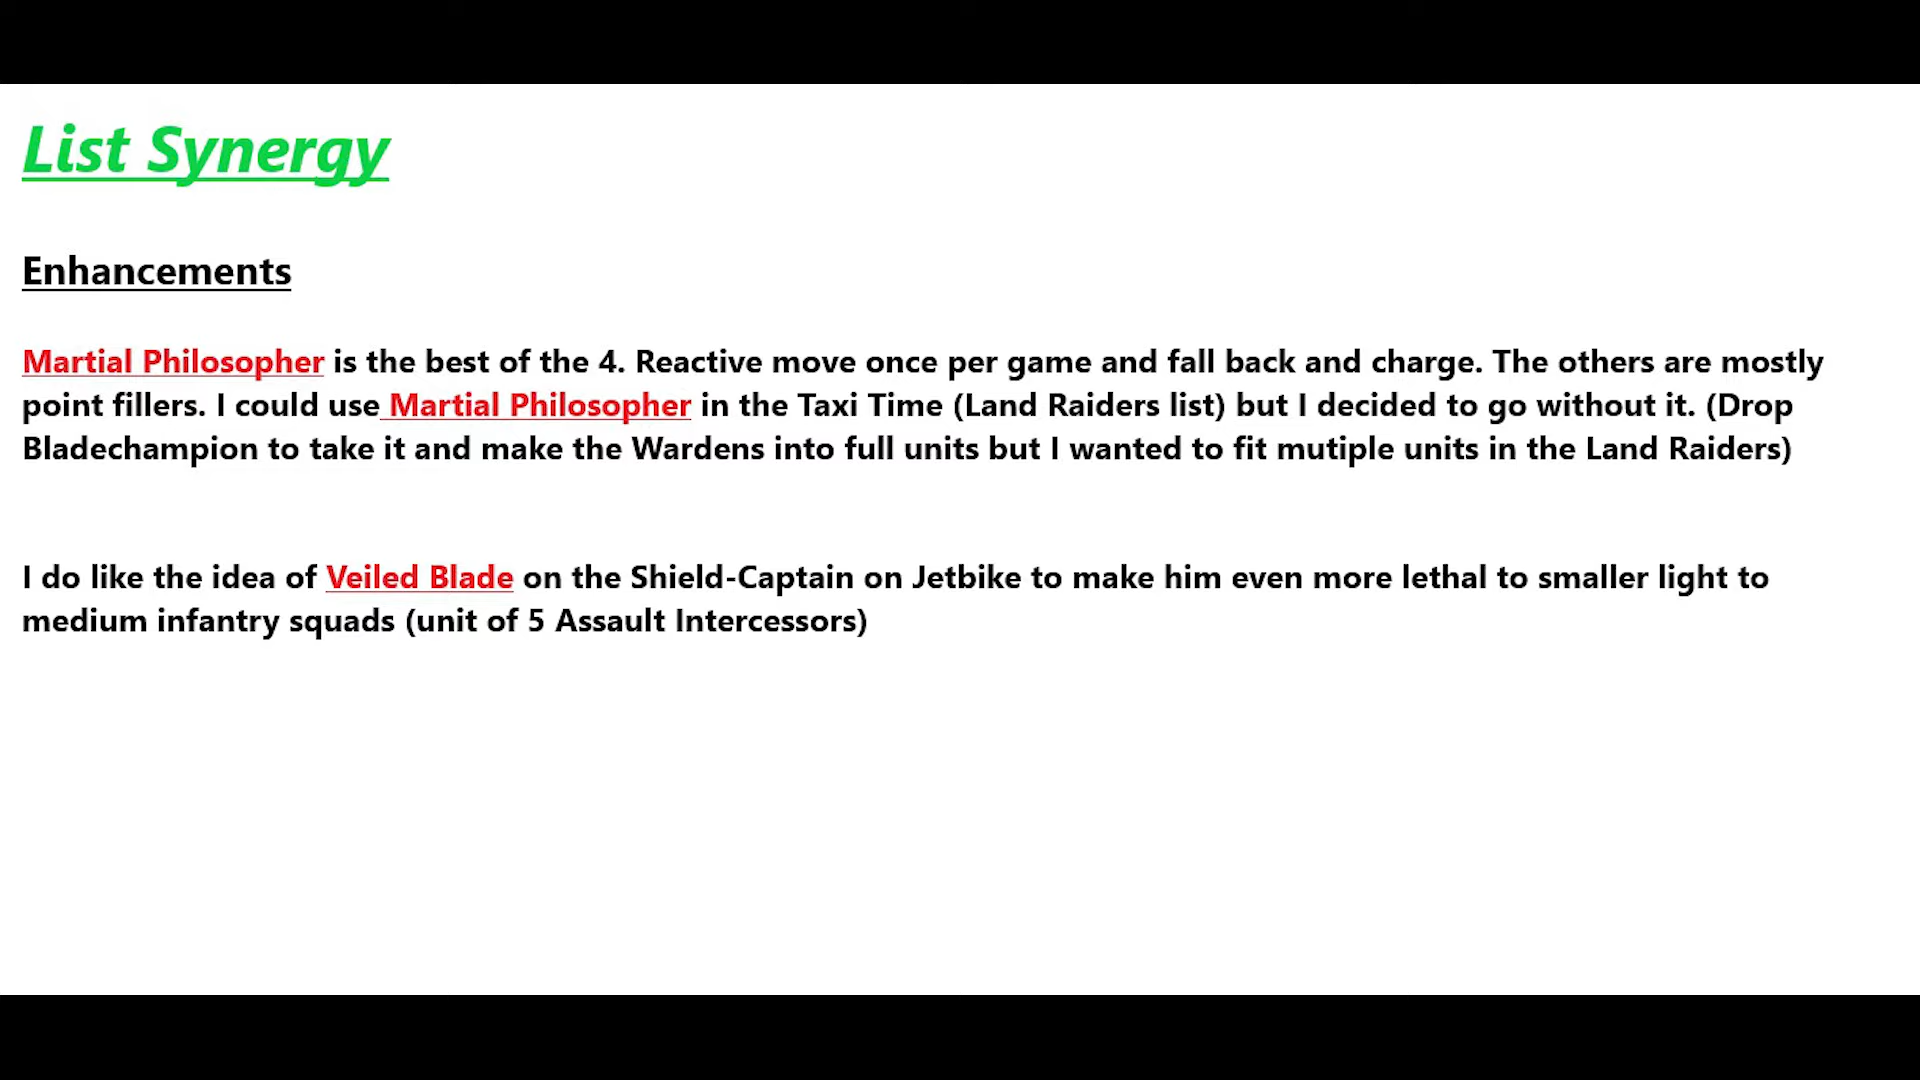 List Synergy
Enhancements
Martial Philosopher is the best of the 4. Reactive move once per game and fall back and charge. The others are mostly
point fillers. I could use Martial Philosopher in the Taxi Time (Land Raiders list) but I decided to go without it. (Drop
Bladechampion to take it and make the Wardens into full units but I wanted to fit mutiple units in the Land Raiders)
I do like the idea of Veiled Blade on the Shield-Captain on Jetbike to make him even more lethal to smaller light to
medium infantry squads (unit of 5 Assault Intercessors)